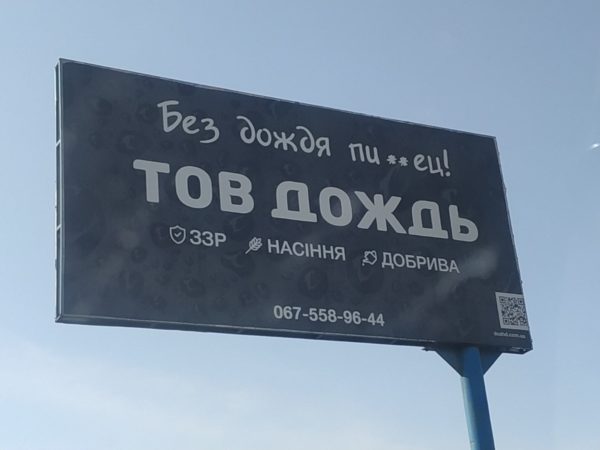 Без дождя пи**ец!
ТОВ ДОЖДЬ
ЗЗР НАСІННЯ ДОБРИВА
067-558-96-44